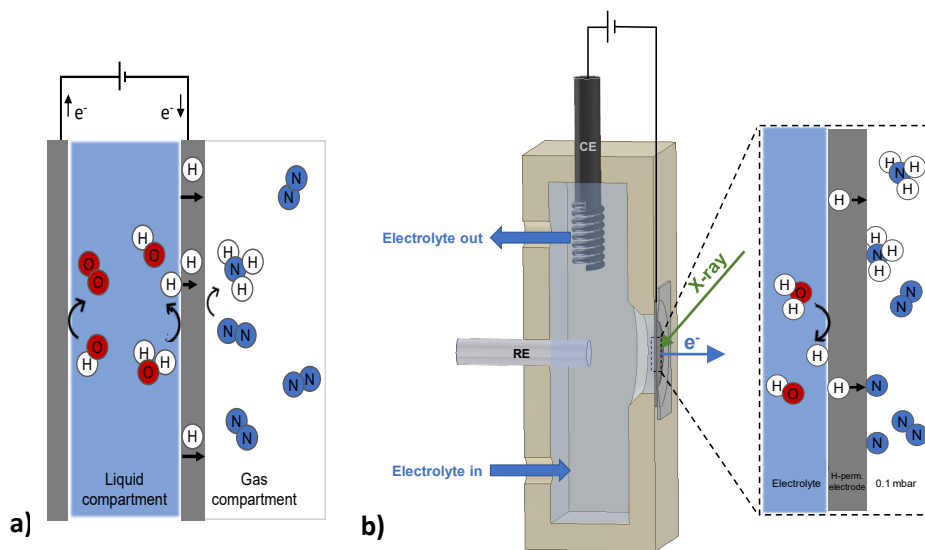 e-
e-
H
N
N
H
O
O
O
H
H
H
H
N
H
H
O
H
H
H
O
N
N
N
N
H
N
N
Liquid
compartment
Gas
compartment
a)
CE
Electrolyte out
X-ray
RE
e-
Electrolyte in
b)
H
H
N
H
H
H
H
N
H
H
O
H
N
N
H
H
O
H
N
N
N
N
Electrolyte
H-perm.
electrode
0.1 mbar